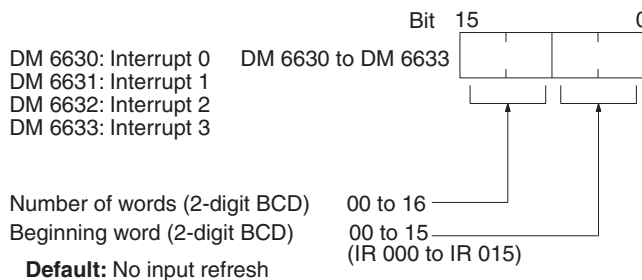 Bit 15 0
DM 6630: Interrupt 0 DM 6630 to DM 6633
DM 6631: Interrupt 1
DM 6632: Interrupt 2
DM 6633: Interrupt 3
Number of words (2-digit BCD) 00 to 16
Beginning word (2-digit BCD) 00 to 15
(IR 000 to IR 015)
Default: No input refresh